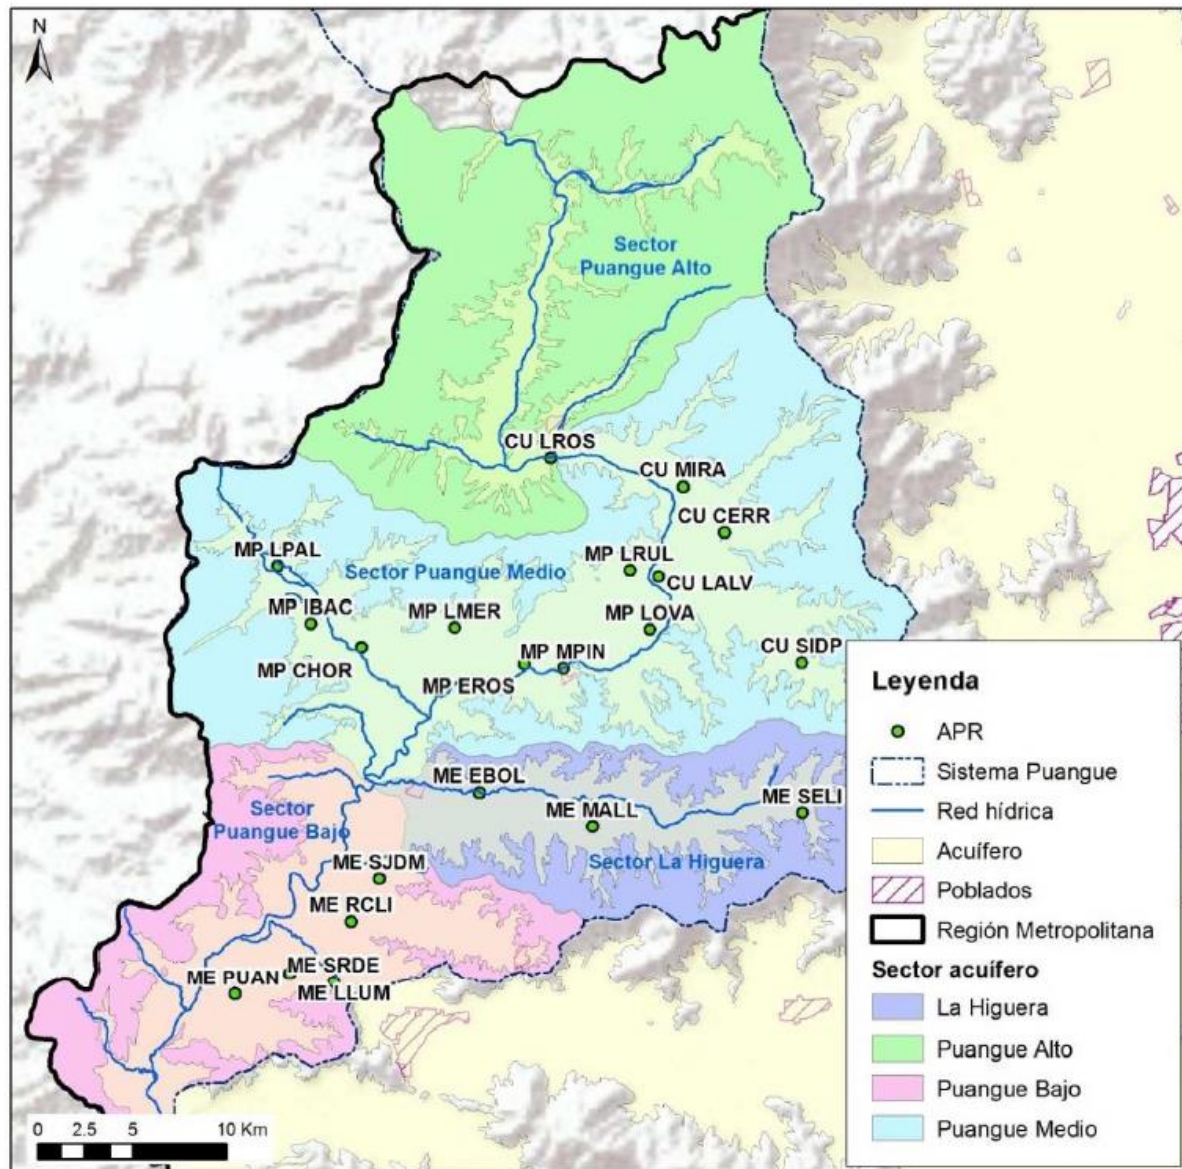 N
Sector
Puangue Alto
CU LROS
CU MIRA
CU CERR
MP LPAL
Sector Puangue Medio
MP LRUL
CU LALV
MP IBAC
MP LMER
MP LOVA
MP CHOR
MP MPIN
CU SIDP
MP EROS
ME EBOL
ME SELI
Sector
Puangue Bajo
ME MALL
Sector La Higuera
ME SJDM
ME RCLI
ME SRDE
ME PUAN
ME LLUM
0 2.5 5 10 Km
Leyenda
APR
Sistema Puangue
Red hídrica
Acuífero
Poblados
Región Metropolitana
Sector acuífero
La Higuera
Puangue Alto
Puangue Bajo
Puangue Medio